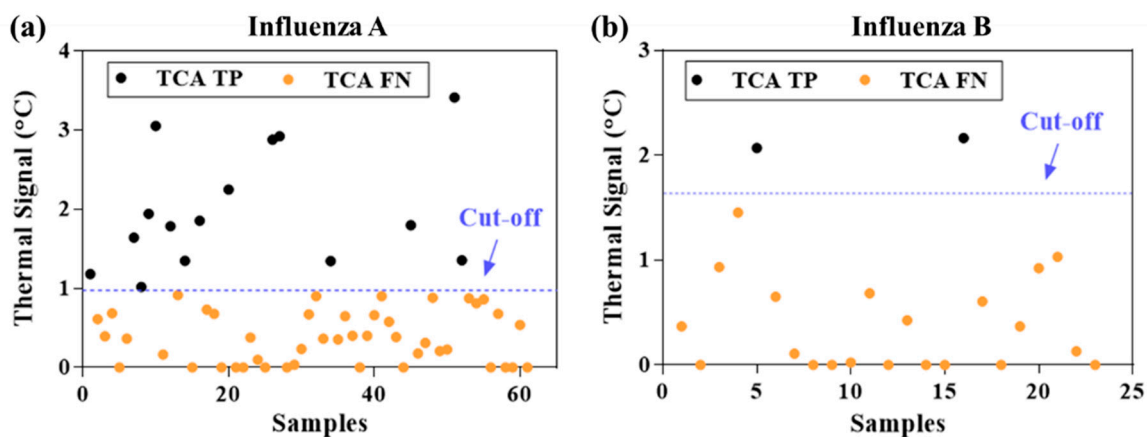 (a) Influenza A
TCA TP TCA FN
Thermal Signal (°C)
4
3
2
1
0
Cut-off
0 20 40 60
Samples
(b) Influenza B
TCA TP TCA FN
Thermal Signal (°C)
3
2
1
0
Cut-off
0 5 10 15 20 25
Samples